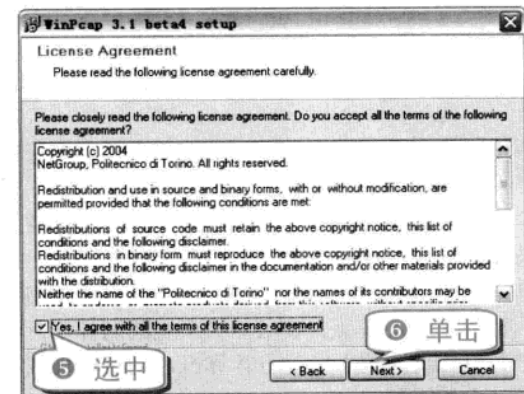 WinPcap 3.1 beta4 setup
License Agreement
Please read the following license agreement carefully.
Please closely read the following license agreement. Do you accept all the terms of the following
license agreement?
Copyright (c) 2004
NetGroup, Politecnico di Torino. All rights reserved.
Redistribution and use in source and binary forms, with or without modification, are
permitted provided that the following conditions are met:
Redistributions of source code must retain the above copyright notice, this list of
conditions and the following disclaimer.
Redistributions in binary form must reproduce the above copyright notice, this list of
conditions and the following disclaimer in the documentation and/or other materials provided
with the distribution.
Neither the name of the "Politecnico di Torino" nor the names of its contributors may be
Yes, I agree with all the terms of this license agreement
❺ 选中
❻ 单击
< Back
Next >
Cancel